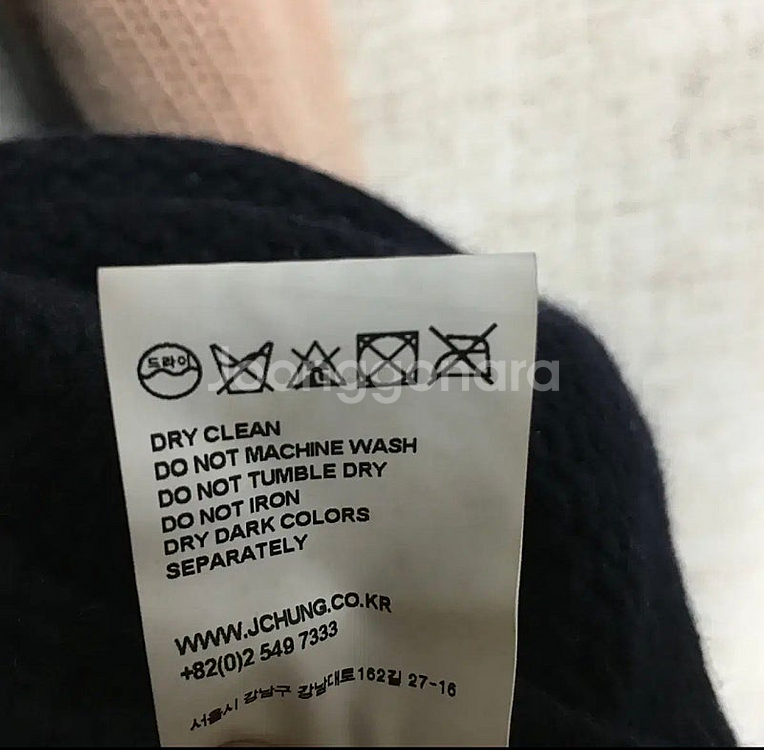 드라이
Joonggonara
DRY CLEAN
DO NOT MACHINE WASH
DO NOT TUMBLE DRY
DO NOT IRON
DRY DARK COLORS
SEPARATELY
WWW.JCHUNG.CO.KR
+82(0)2 549 7333
서울시 강남구 강남대로162길 27-16